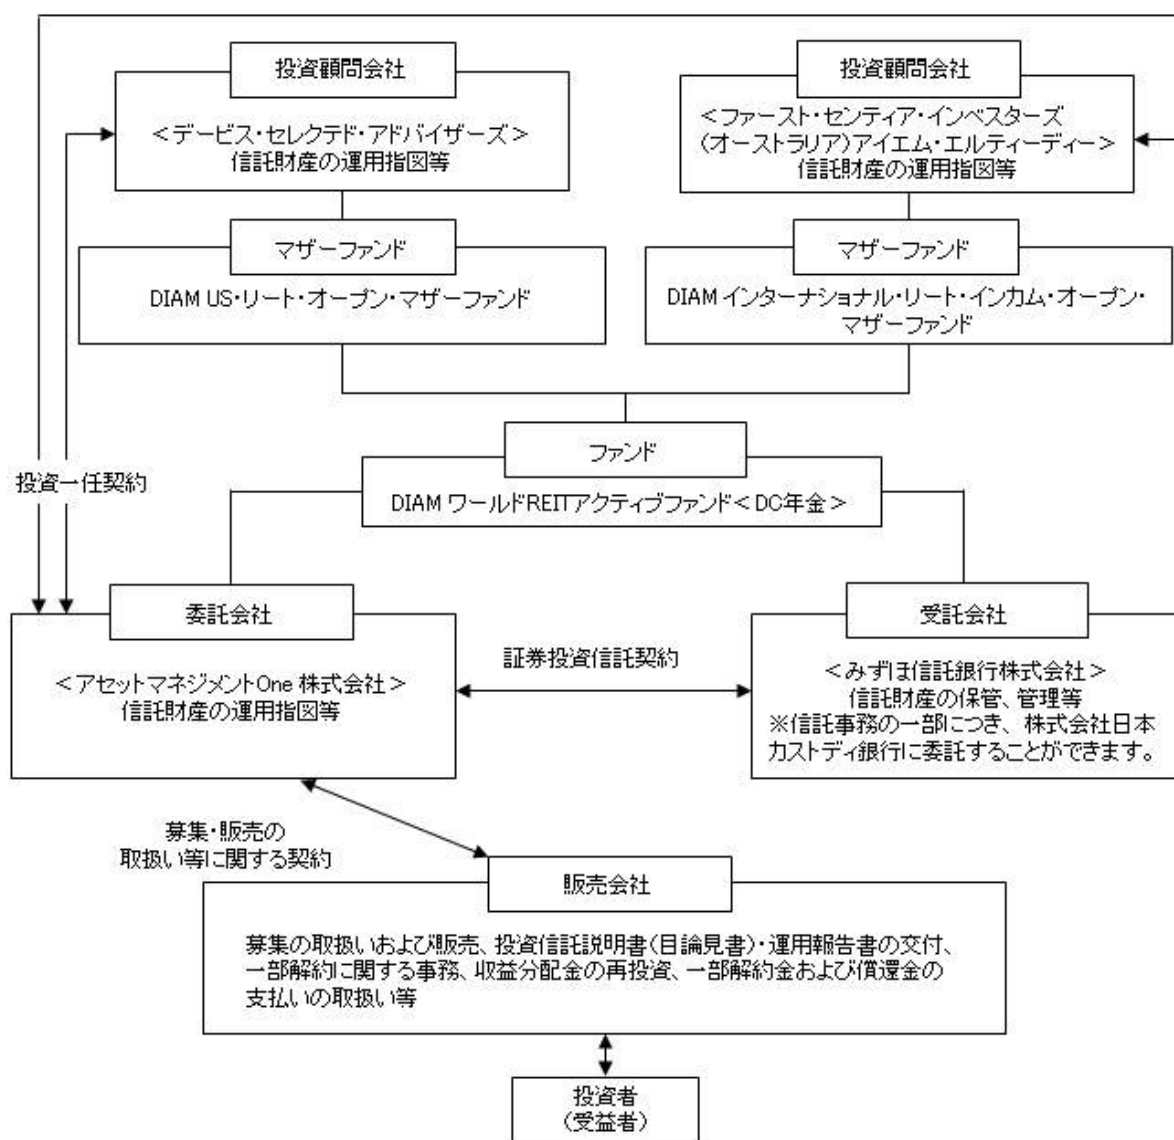 投資顧問会社
<デービス・セレクテド・アドバイザーズ>
信託財産の運用指図等
投資顧問会社
<ファースト・センティア・インベスターズ
(オーストラリア)アイエム・エルティーディー>
信託財産の運用指図等
マザーファンド
DIAM US・リート・オープン・マザーファンド
マザーファンド
DIAM インターナショナル・リート・インカム・オープン・
マザーファンド
ファンド
DIAM ワールドREITアクティブファンド<DC年金>
投資一任契約
委託会社
<アセットマネジメントOne 株式会社>
信託財産の運用指図等
証券投資信託契約
受託会社
<みずほ信託銀行株式会社>
信託財産の保管、管理等
※信託事務の一部につき、株式会社日本
カストディ銀行に委託することができます。
募集・販売の
取扱い等に関する契約
販売会社
募集の取扱いおよび販売、投資信託説明書(目論見書)・運用報告書の交付、
一部解約に関する事務、収益分配金の再投資、一部解約金および償還金の
支払いの取扱い等
投資者
(受益者)